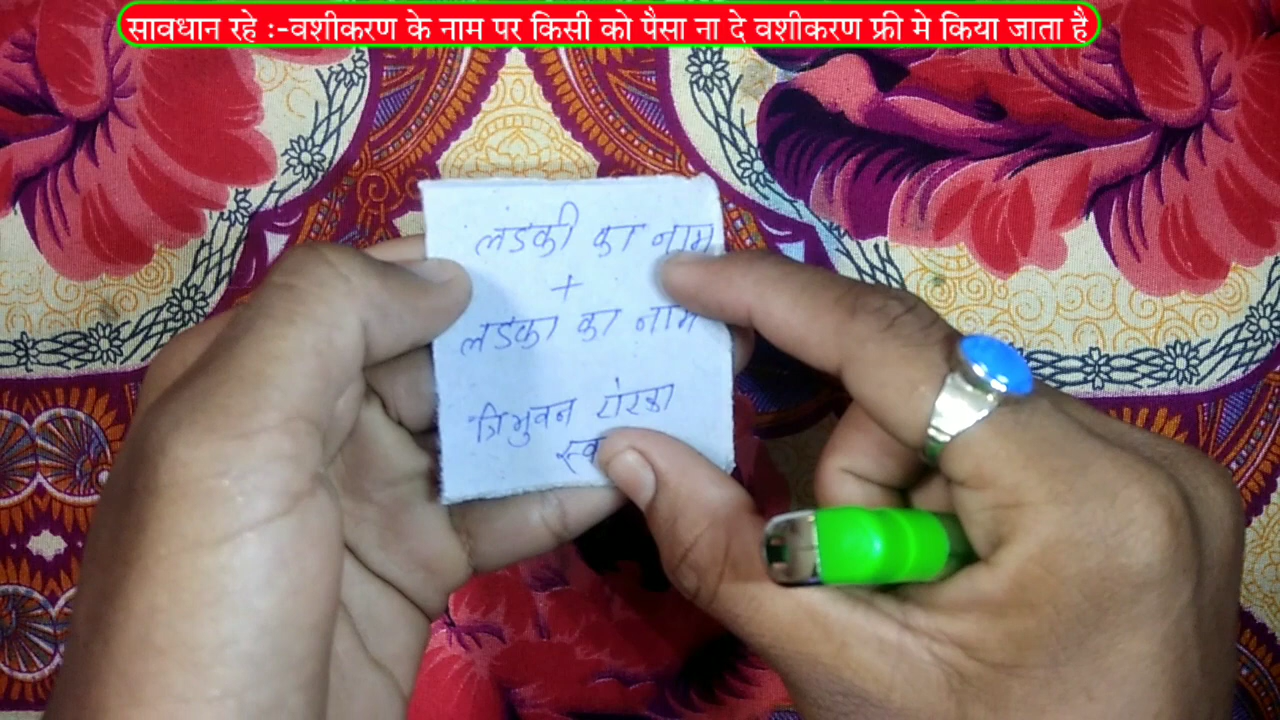 सावधान रहे :-वशीकरण के नाम पर किसी को पैसा ना दे वशीकरण फ्री मे किया जाता है
लडकी का नाम
+
लडका का नाम
त्रिभुवन